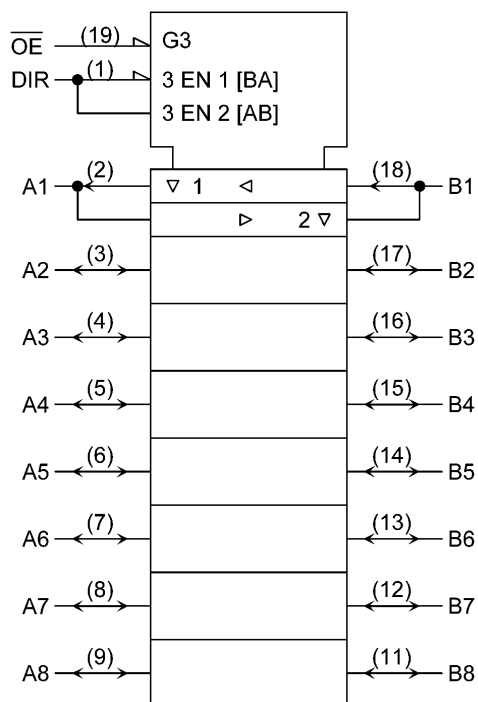 O̅E̅ (19) G3
DIR (1) 3 EN 1 [BA]
3 EN 2 [AB]
A1 (2) ▽ 1 ◁ (18) B1
▷ 2 ▽
A2 (3) (17) B2
A3 (4) (16) B3
A4 (5) (15) B4
A5 (6) (14) B5
A6 (7) (13) B6
A7 (8) (12) B7
A8 (9) (11) B8